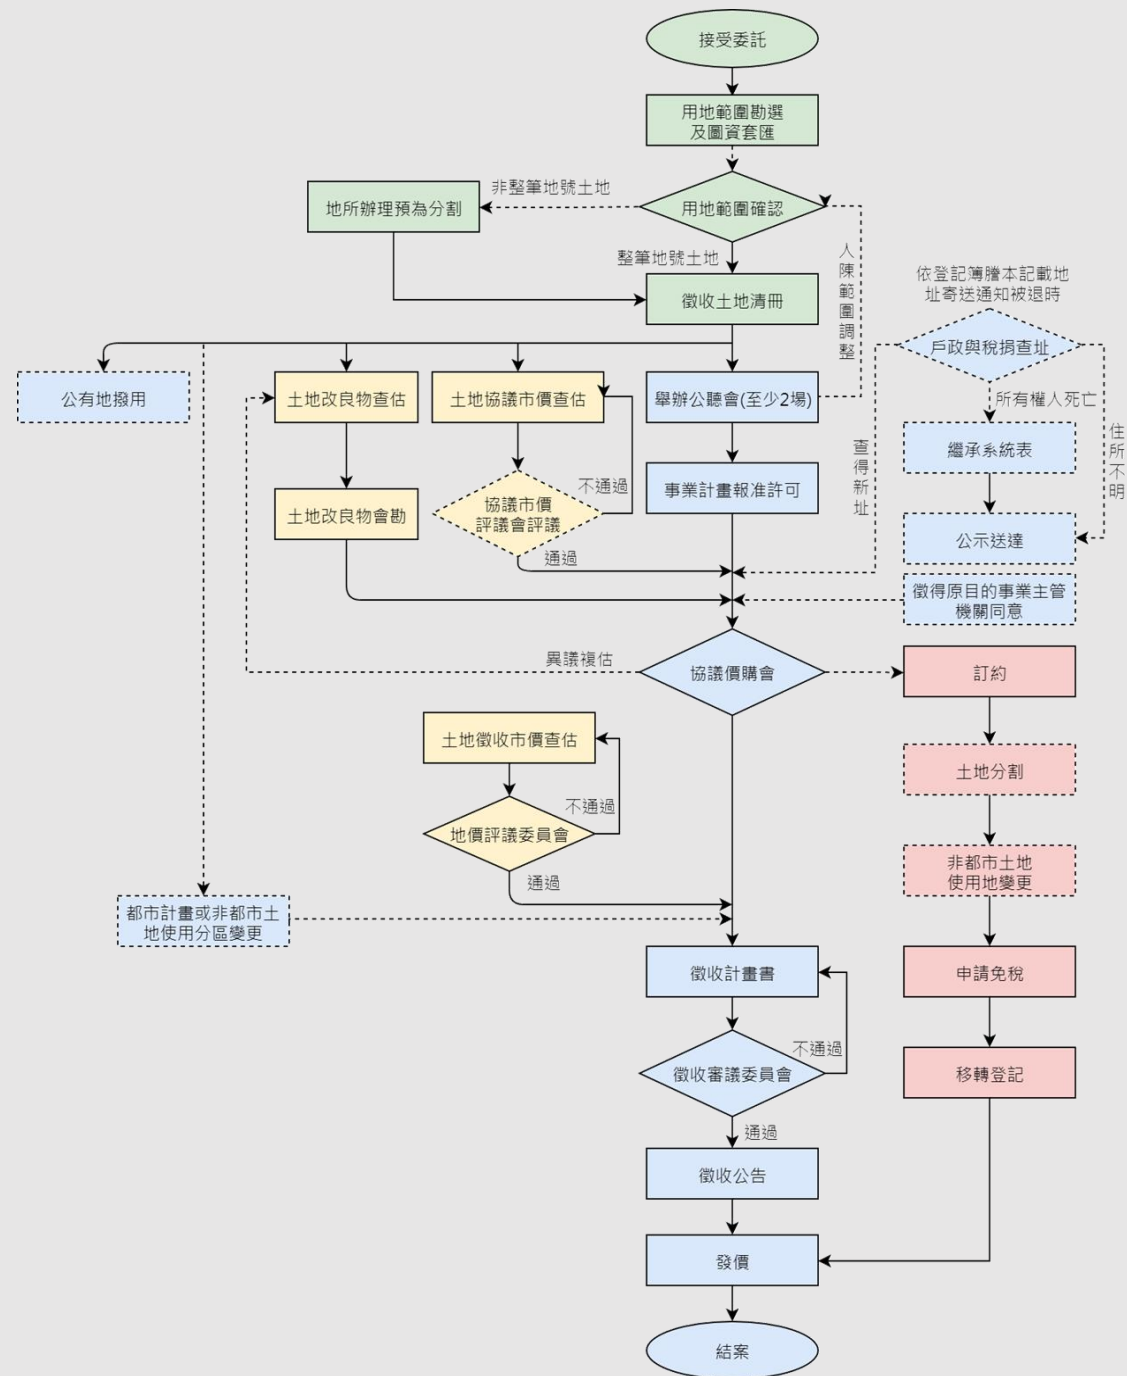 接受委託
用地範圍勘選
及圖資套匯
非整筆地號土地
地所辦理預為分割
用地範圍確認
整筆地號土地
人陳範圍調整
徵收土地清冊
依登記簿謄本記載地
址寄送通知被退時
戶政與稅捐查址
公有地撥用
土地改良物查估
土地協議市價查估
舉辦公聽會(至少2場)
所有權人死亡
住所不明
查得新址
繼承系統表
不通過
土地改良物會勘
協議市價
評議會評議
事業計畫報准許可
公示送達
通過
徵得原目的事業主管
機關同意
異議複估
協議價購會
訂約
土地徵收市價查估
土地分割
不通過
地價評議委員會
非都市土地
使用地變更
通過
都市計畫或非都市土
地使用分區變更
徵收計畫書
申請免稅
不通過
徵收審議委員會
移轉登記
通過
徵收公告
發價
結案